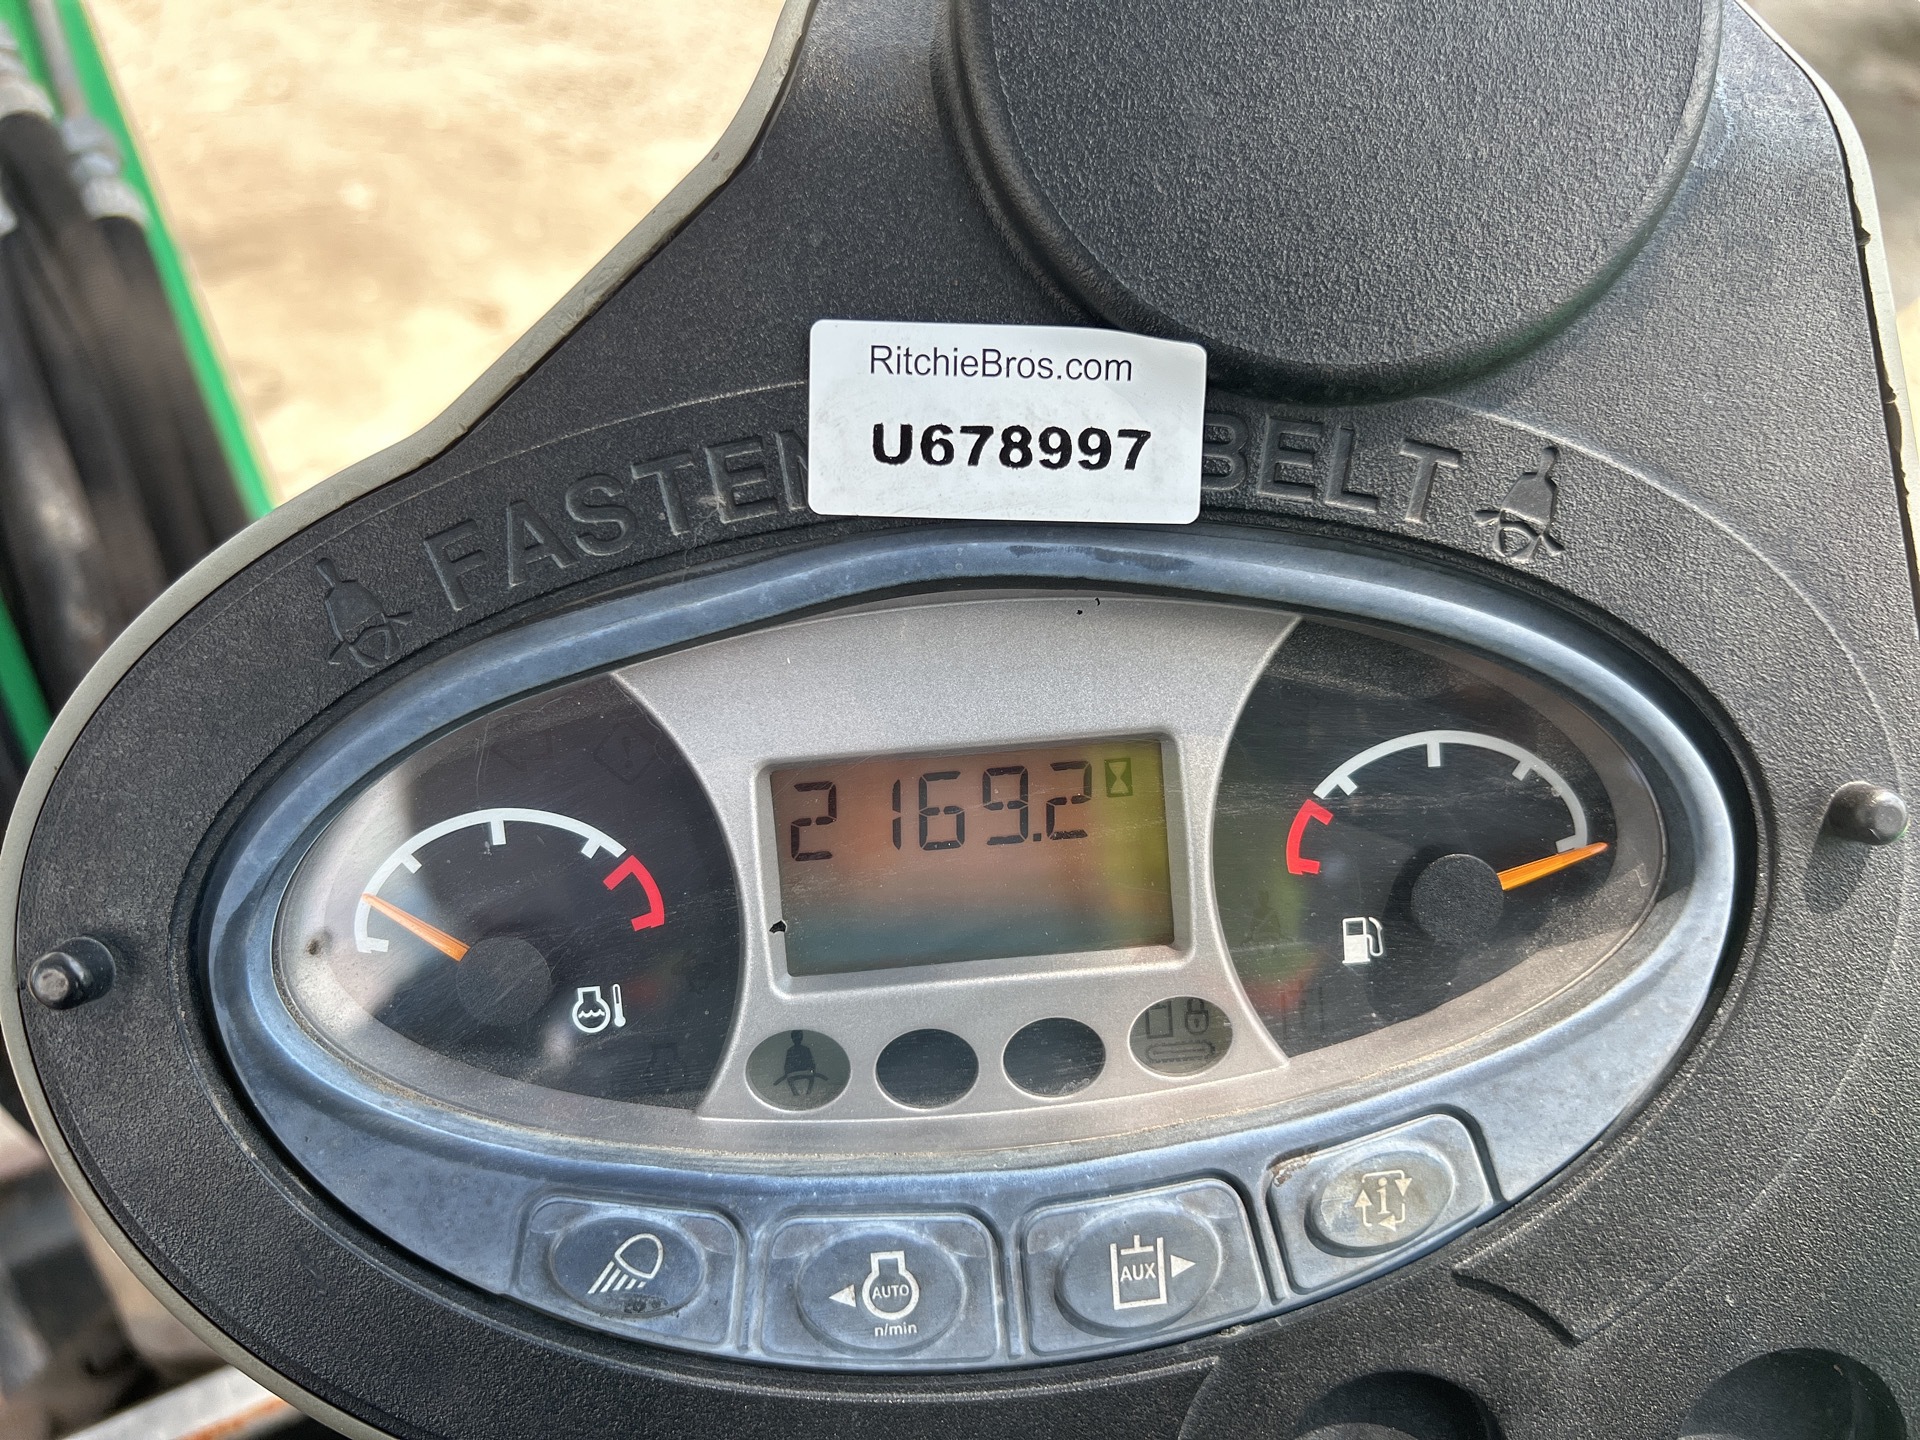 RitchieBros.com
U678997
FASTEN BELT
2169.2
AUTO
n/min
AUX
i